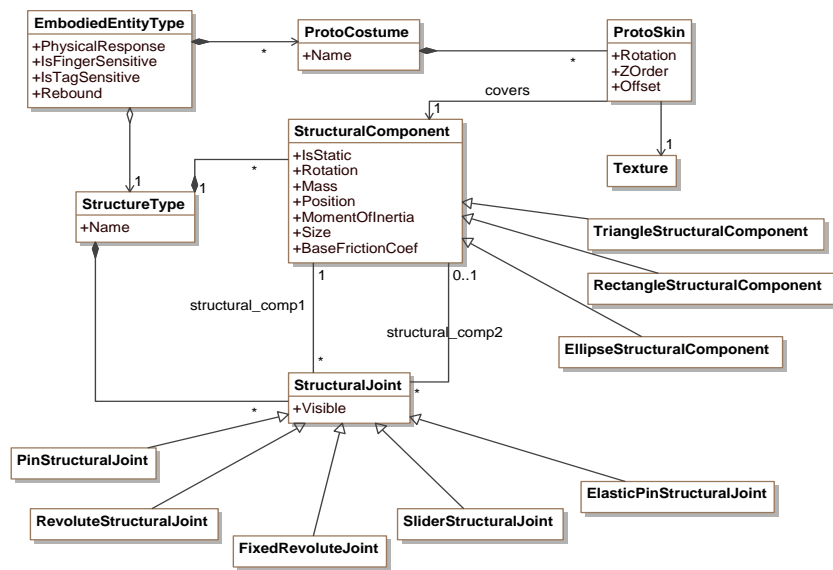 EmbodiedEntityType
+PhysicalResponse
+IsFingerSensitive
+IsTagSensitive
+Rebound
*
ProtoCostume
+Name
*
ProtoSkin
+Rotation
+ZOrder
+Offset
covers
1
1
Texture
1
StructureType
+Name
1
*
StructuralComponent
+IsStatic
+Rotation
+Mass
+Position
+MomentOfInertia
+Size
+BaseFrictionCoef
TriangleStructuralComponent
RectangleStructuralComponent
EllipseStructuralComponent
1
0..1
structural_comp1
structural_comp2
*
*
*
StructuralJoint
+Visible
PinStructuralJoint
RevoluteStructuralJoint
FixedRevoluteJoint
SliderStructuralJoint
ElasticPinStructuralJoint